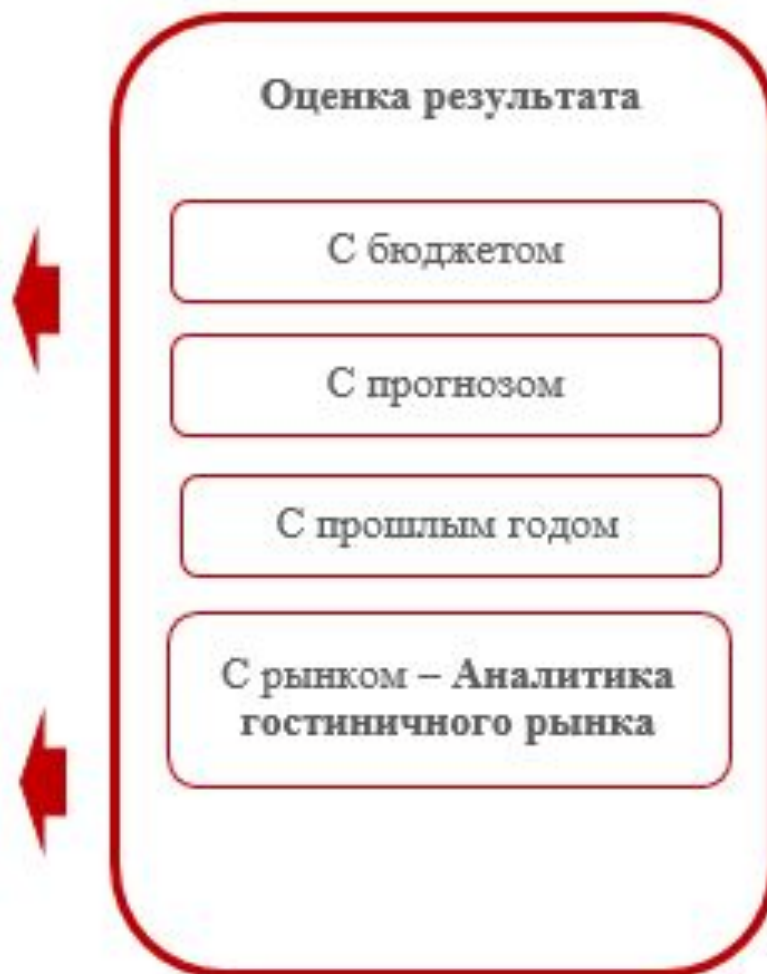 Оценка результата
С бюджетом
С прогнозом
С прошлым годом
С рынком – Аналитика
гостиничного рынка